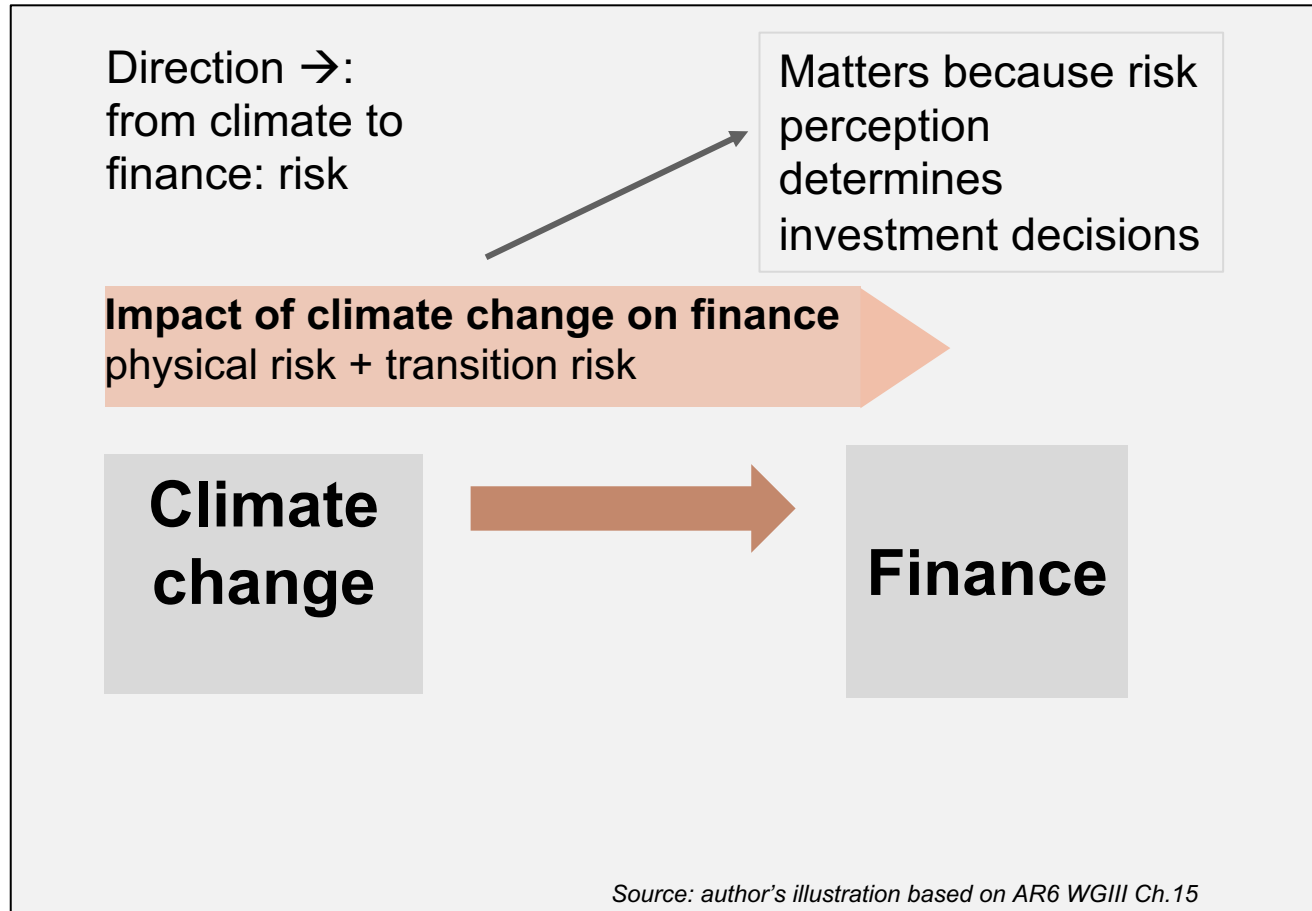 Direction →:
from climate to
finance: risk
Matters because risk
perception
determines
investment decisions
Impact of climate change on finance
physical risk + transition risk
Climate
change
Finance
Source: author’s illustration based on AR6 WGIII Ch.15